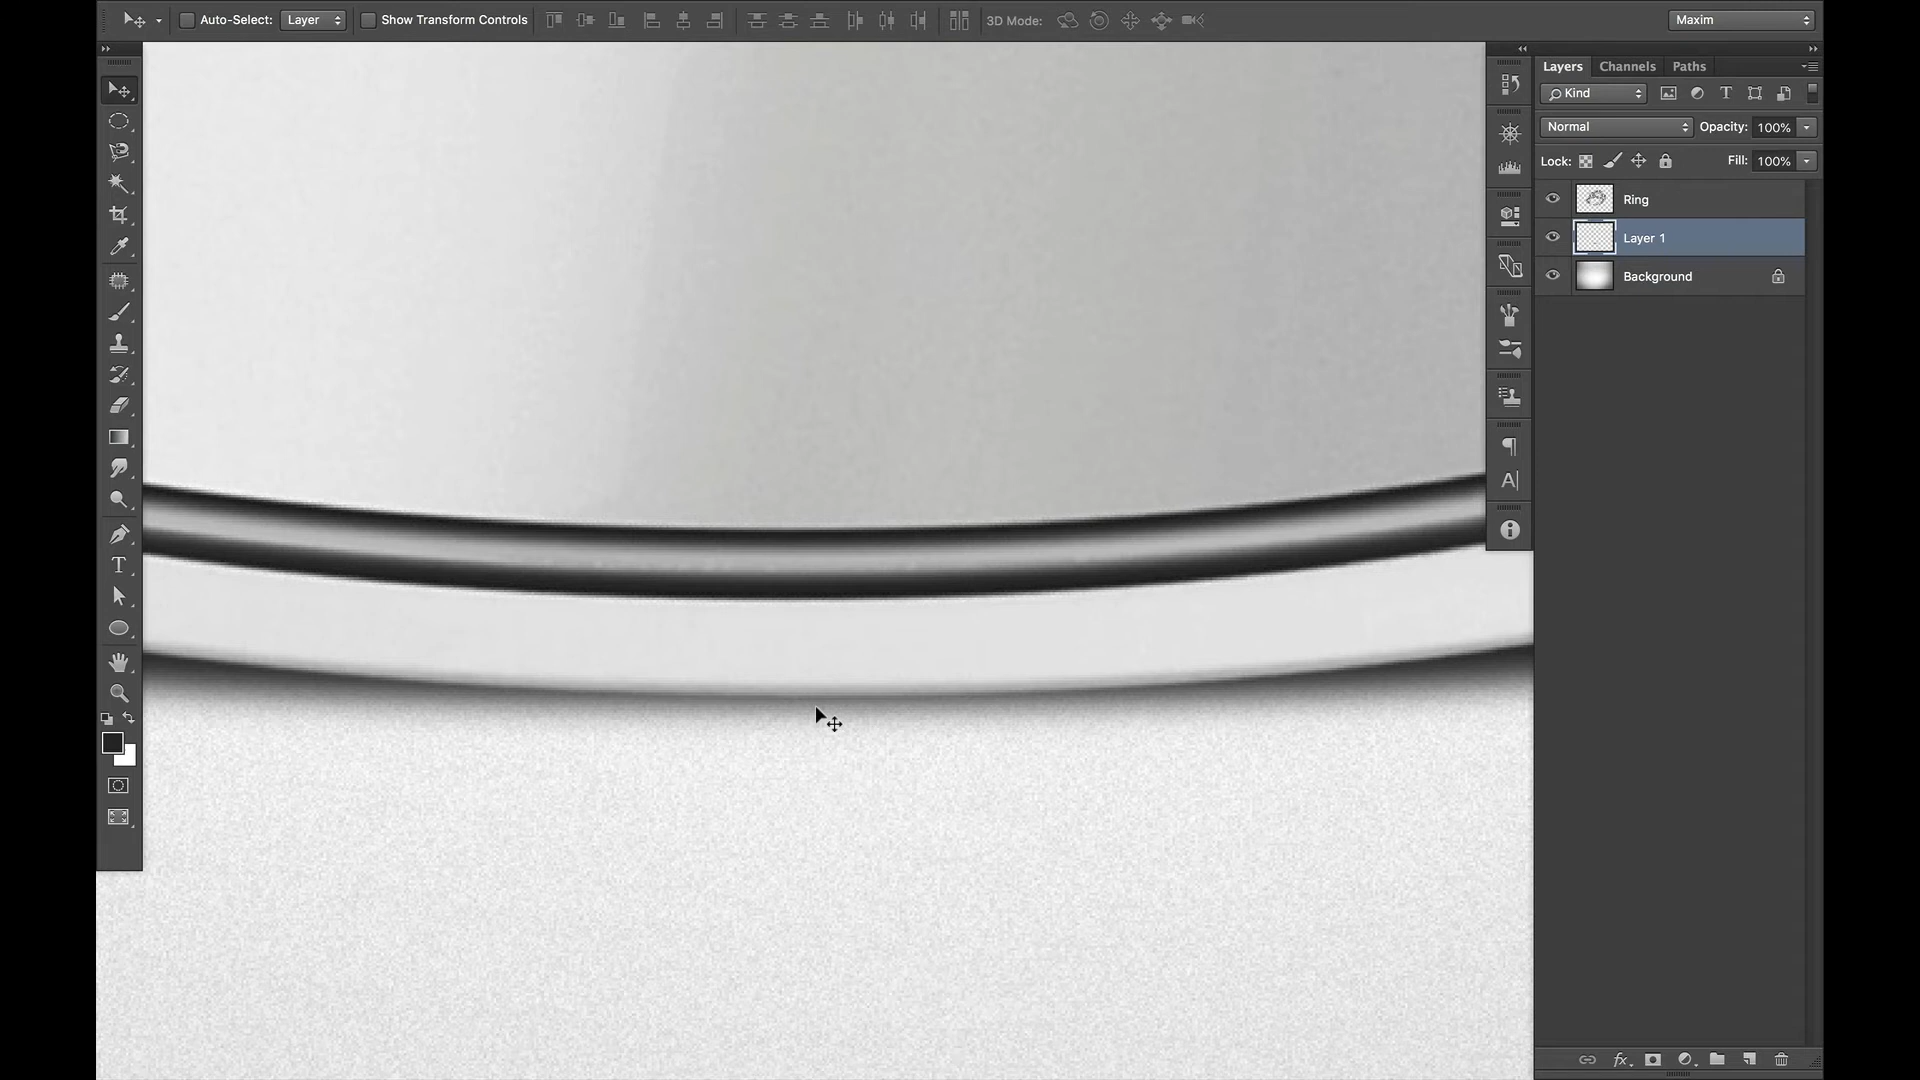 Auto-Select: Layer Show Transform Controls 3D Mode: Maxim
Layers Channels Paths
Kind
Normal Opacity: 100%
Lock: Fill: 100%
Ring
Layer 1
Background